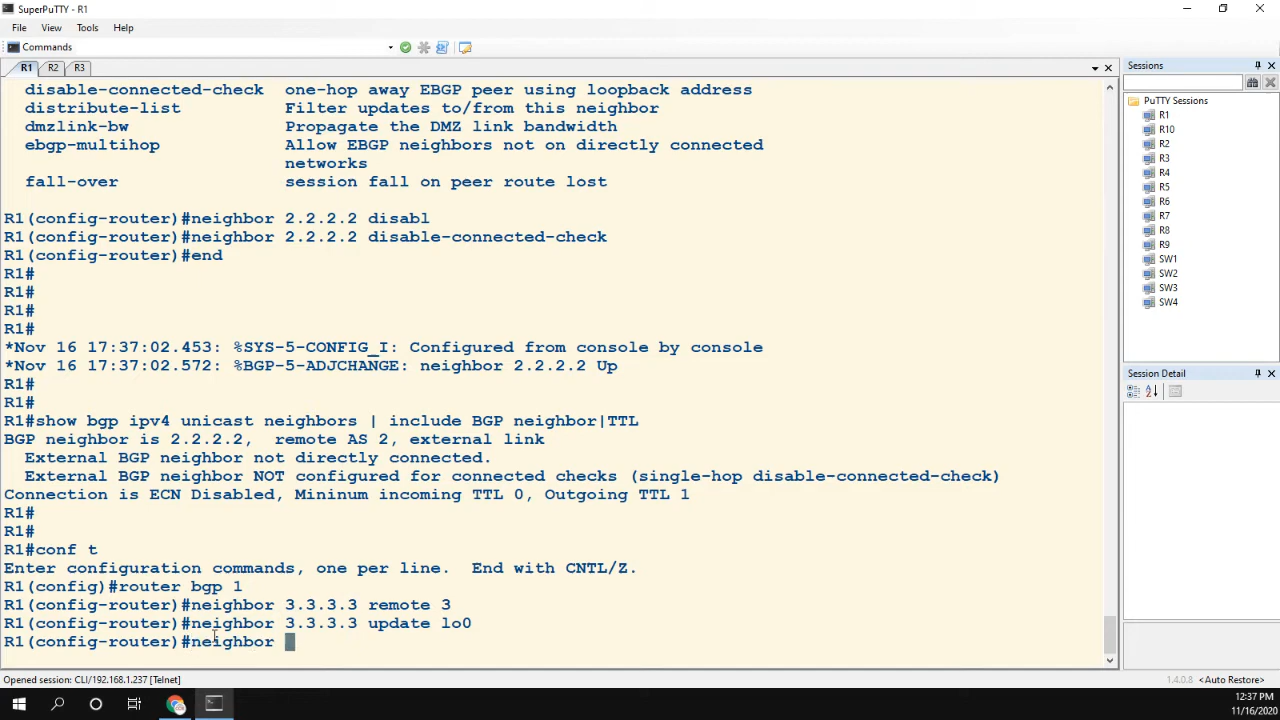 SuperPuTTY - R1
File View Tools Help
Commands
R1 R2 R3
disable-connected-check one-hop away EBGP peer using loopback address
distribute-list Filter updates to/from this neighbor
dmzlink-bw Propagate the DMZ link bandwidth
ebgp-multihop Allow EBGP neighbors not on directly connected
networks
fall-over session fall on peer route lost
R1(config-router)#neighbor 2.2.2.2 disabl
R1(config-router)#neighbor 2.2.2.2 disable-connected-check
R1(config-router)#end
R1#
R1#
R1#
R1#
*Nov 16 17:37:02.453: %SYS-5-CONFIG_I: Configured from console by console
*Nov 16 17:37:02.572: %BGP-5-ADJCHANGE: neighbor 2.2.2.2 Up
R1#
R1#
R1#show bgp ipv4 unicast neighbors | include BGP neighbor|TTL
BGP neighbor is 2.2.2.2, remote AS 2, external link
External BGP neighbor not directly connected.
External BGP neighbor NOT configured for connected checks (single-hop disable-connected-check)
Connection is ECN Disabled, Mininum incoming TTL 0, Outgoing TTL 1
R1#
R1#
R1#conf t
Enter configuration commands, one per line. End with CNTL/Z.
R1(config)#router bgp 1
R1(config-router)#neighbor 3.3.3.3 remote 3
R1(config-router)#neighbor 3.3.3.3 update lo0
R1(config-router)#neighbor
Sessions
PuTTY Sessions
R1
R10
R2
R3
R4
R5
R6
R7
R8
R9
SW1
SW2
SW3
SW4
Session Detail
Opened session: CLI/192.168.1.237 [Telnet]
1.4.0.8 <Auto Restore>
12:37 PM
11/16/2020